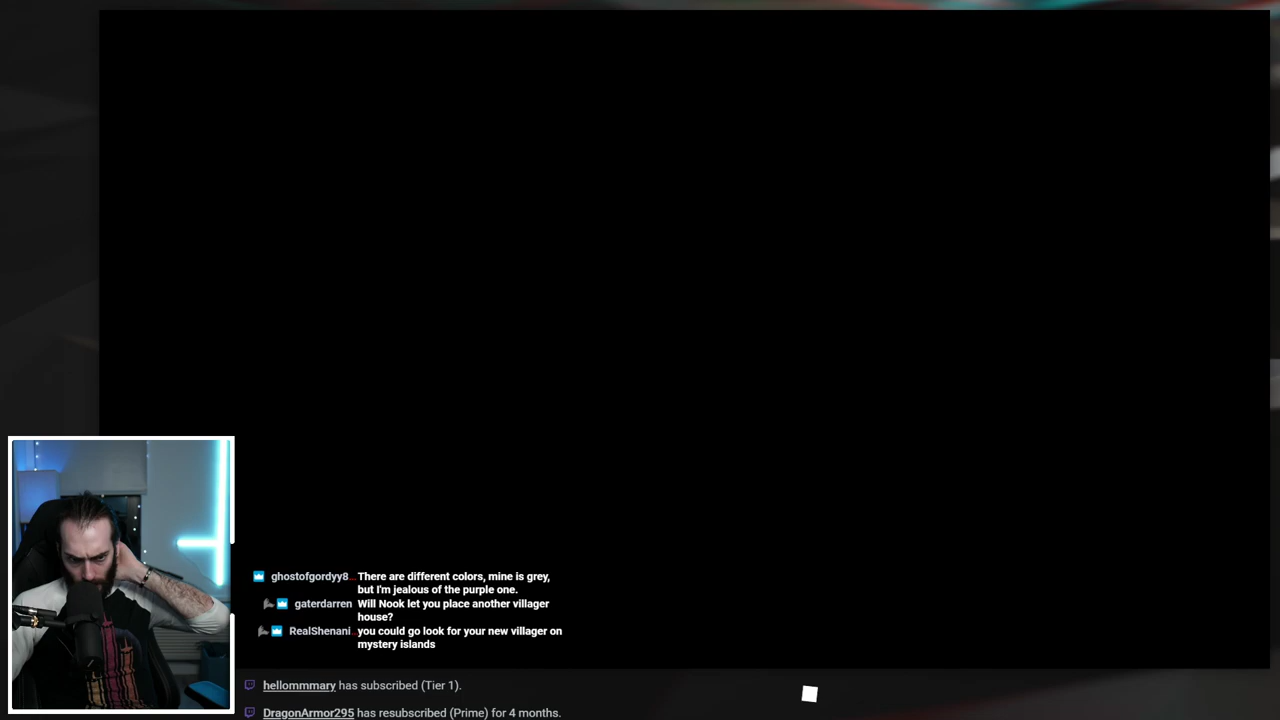 ghostofgordyy8... There are different colors, mine is grey,
but I'm jealous of the purple one.
gaterdarren Will Nook let you place another villager
house?
RealShenani... you could go look for your new villager on
mystery islands
hellommmary has subscribed (Tier 1).
DragonArmor295 has resubscribed (Prime) for 4 months.